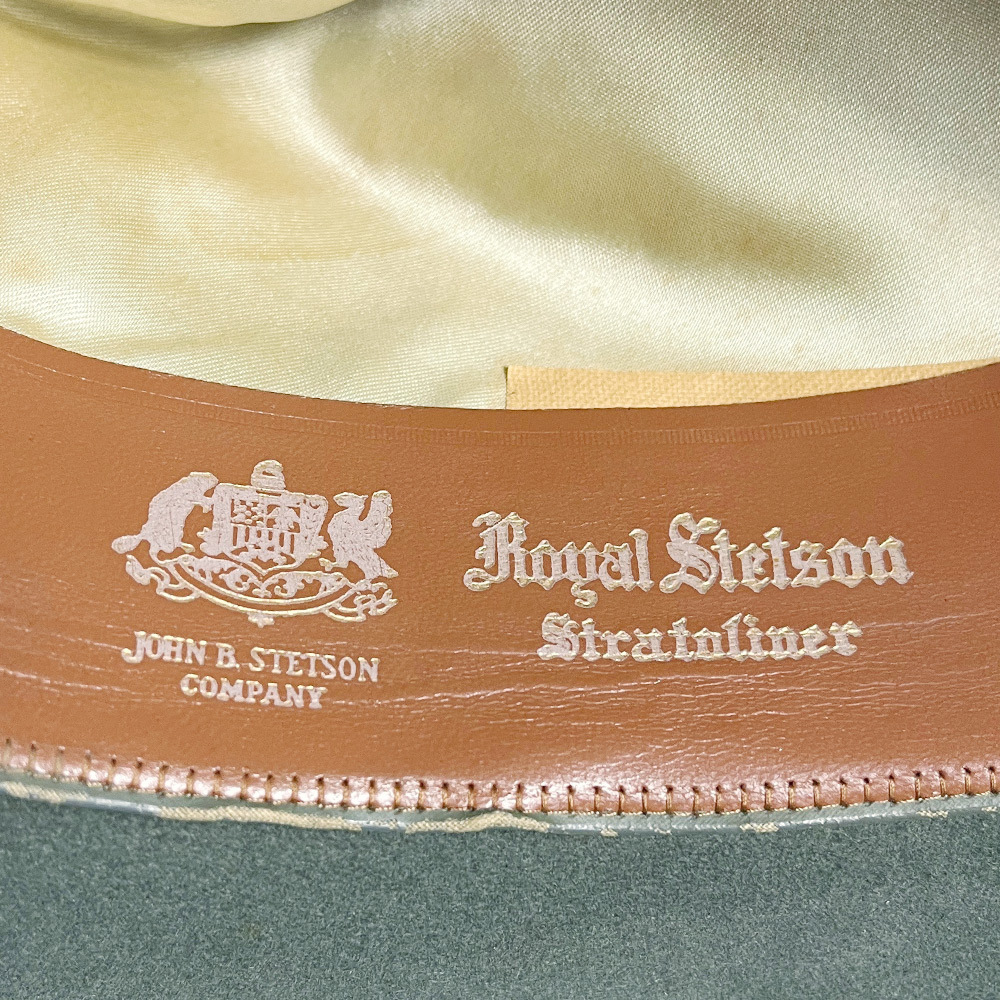 JOHN B. STETSON
COMPANY
Royal Stetson
Stratoliner